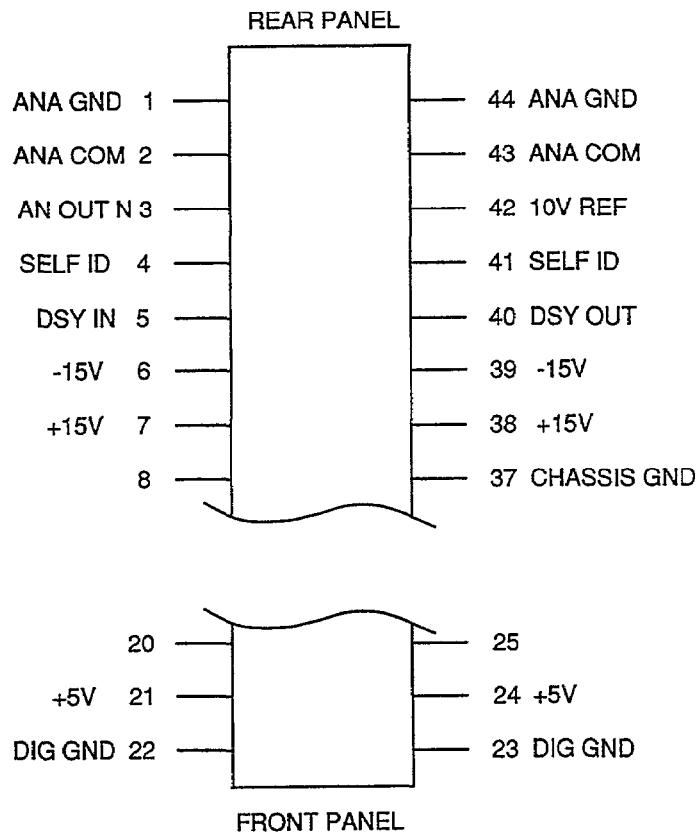 REAR PANEL
ANA GND 1
44 ANA GND
ANA COM 2
43 ANA COM
AN OUT N 3
42 10V REF
SELF ID 4
41 SELF ID
DSY IN 5
40 DSY OUT
-15V 6
39 -15V
+15V 7
38 +15V
8
37 CHASSIS GND
20
25
+5V 21
24 +5V
DIG GND 22
23 DIG GND
FRONT PANEL